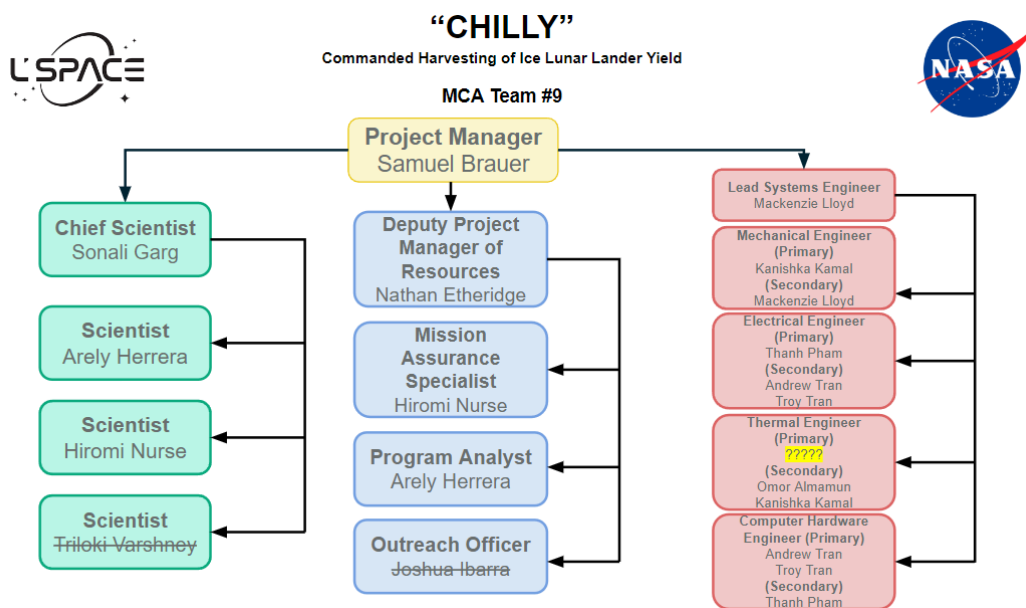 “CHILLY”
Commanded Harvesting of Ice Lunar Lander Yield
MCA Team #9
L'SPACE
NASA
Project Manager
Samuel Brauer
Chief Scientist
Sonali Garg
Scientist
Arely Herrera
Scientist
Hiromi Nurse
Scientist
Triloki Varshney
Deputy Project
Manager of
Resources
Nathan Etheridge
Mission
Assurance
Specialist
Hiromi Nurse
Program Analyst
Arely Herrera
Outreach Officer
Joshua Ibarra
Lead Systems Engineer
Mackenzie Lloyd
Mechanical Engineer
(Primary)
Kanishka Kamal
(Secondary)
Mackenzie Lloyd
Electrical Engineer
(Primary)
Thanh Pham
(Secondary)
Andrew Tran
Troy Tran
Thermal Engineer
(Primary)
?????
(Secondary)
Omor Almamun
Kanishka Kamal
Computer Hardware
Engineer (Primary)
Andrew Tran
Troy Tran
(Secondary)
Thanh Pham